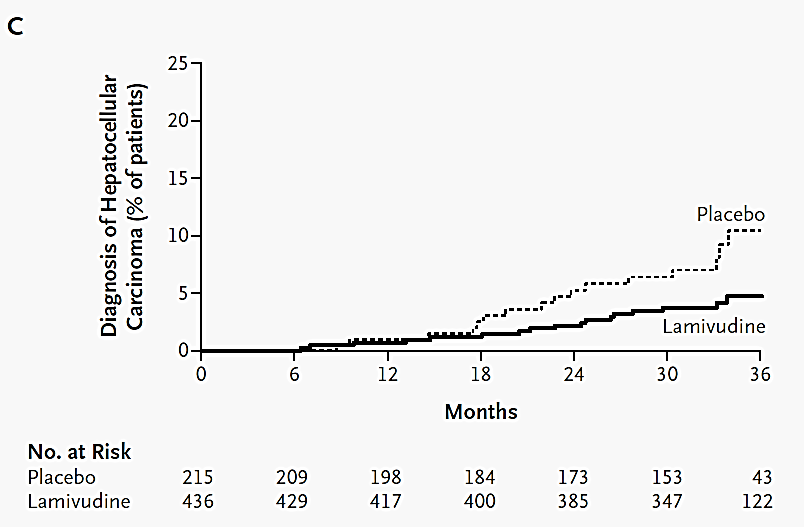 C
Diagnosis of Hepatocellular
Carcinoma (% of patients)
25
20
15
10
5
0
Placebo
Lamivudine
0 6 12 18 24 30 36
Months
No. at Risk
Placebo 215 209 198 184 173 153 43
Lamivudine 436 429 417 400 385 347 122